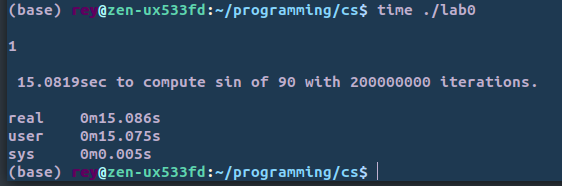 (base) rey@zen-ux533fd:~/programming/cs$ time ./lab0
1
15.0819sec to compute sin of 90 with 200000000 iterations.
real 0m15.086s
user 0m15.075s
sys 0m0.005s
(base) rey@zen-ux533fd:~/programming/cs$